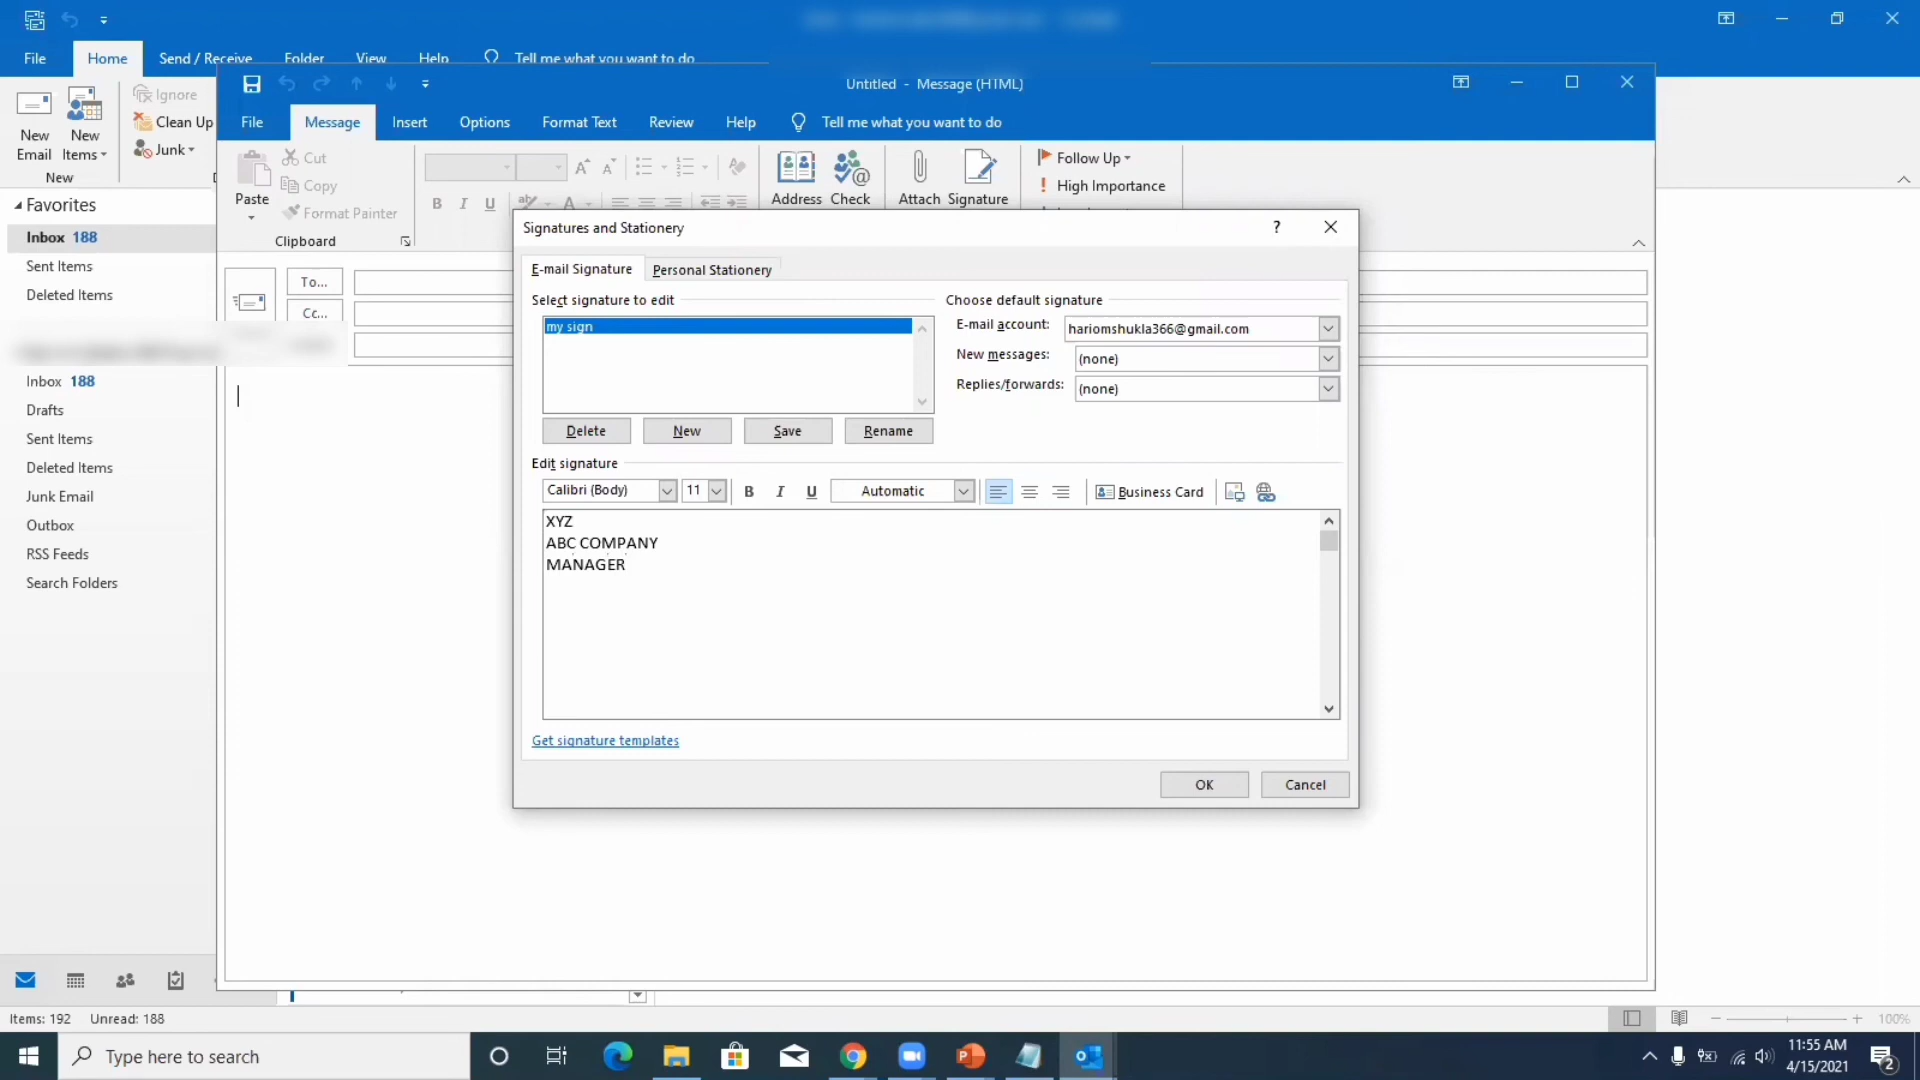 File
Home
Send / Receive
Folder
View
Help
Tell me what you want to do
New
Email
New
Items
New
Ignore
Clean Up
Junk
Untitled - Message (HTML)
File
Message
Insert
Options
Format Text
Review
Help
Tell me what you want to do
Paste
Cut
Copy
Format Painter
Clipboard
B I U
Address
Check
Attach
Signature
Follow Up
High Importance
To...
Cc...
Favorites
Inbox 188
Sent Items
Deleted Items
Inbox 188
Drafts
Sent Items
Deleted Items
Junk Email
Outbox
RSS Feeds
Search Folders
Signatures and Stationery
?
E-mail Signature
Personal Stationery
Select signature to edit
my sign
Delete
New
Save
Rename
Choose default signature
E-mail account:
hariomshukla366@gmail.com
New messages:
(none)
Replies/forwards:
(none)
Edit signature
Calibri (Body)
11
B I U
Automatic
Business Card
XYZ
ABC COMPANY
MANAGER
Get signature templates
OK
Cancel
Items: 192
Unread: 188
100%
Type here to search
11:55 AM
4/15/2021
2